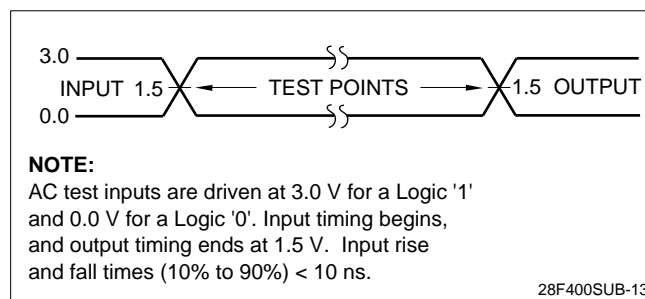 3.0
INPUT 1.5 TEST POINTS 1.5 OUTPUT
0.0
NOTE:
AC test inputs are driven at 3.0 V for a Logic '1'
and 0.0 V for a Logic '0'. Input timing begins,
and output timing ends at 1.5 V. Input rise
and fall times (10% to 90%) < 10 ns.
28F400SUB-13